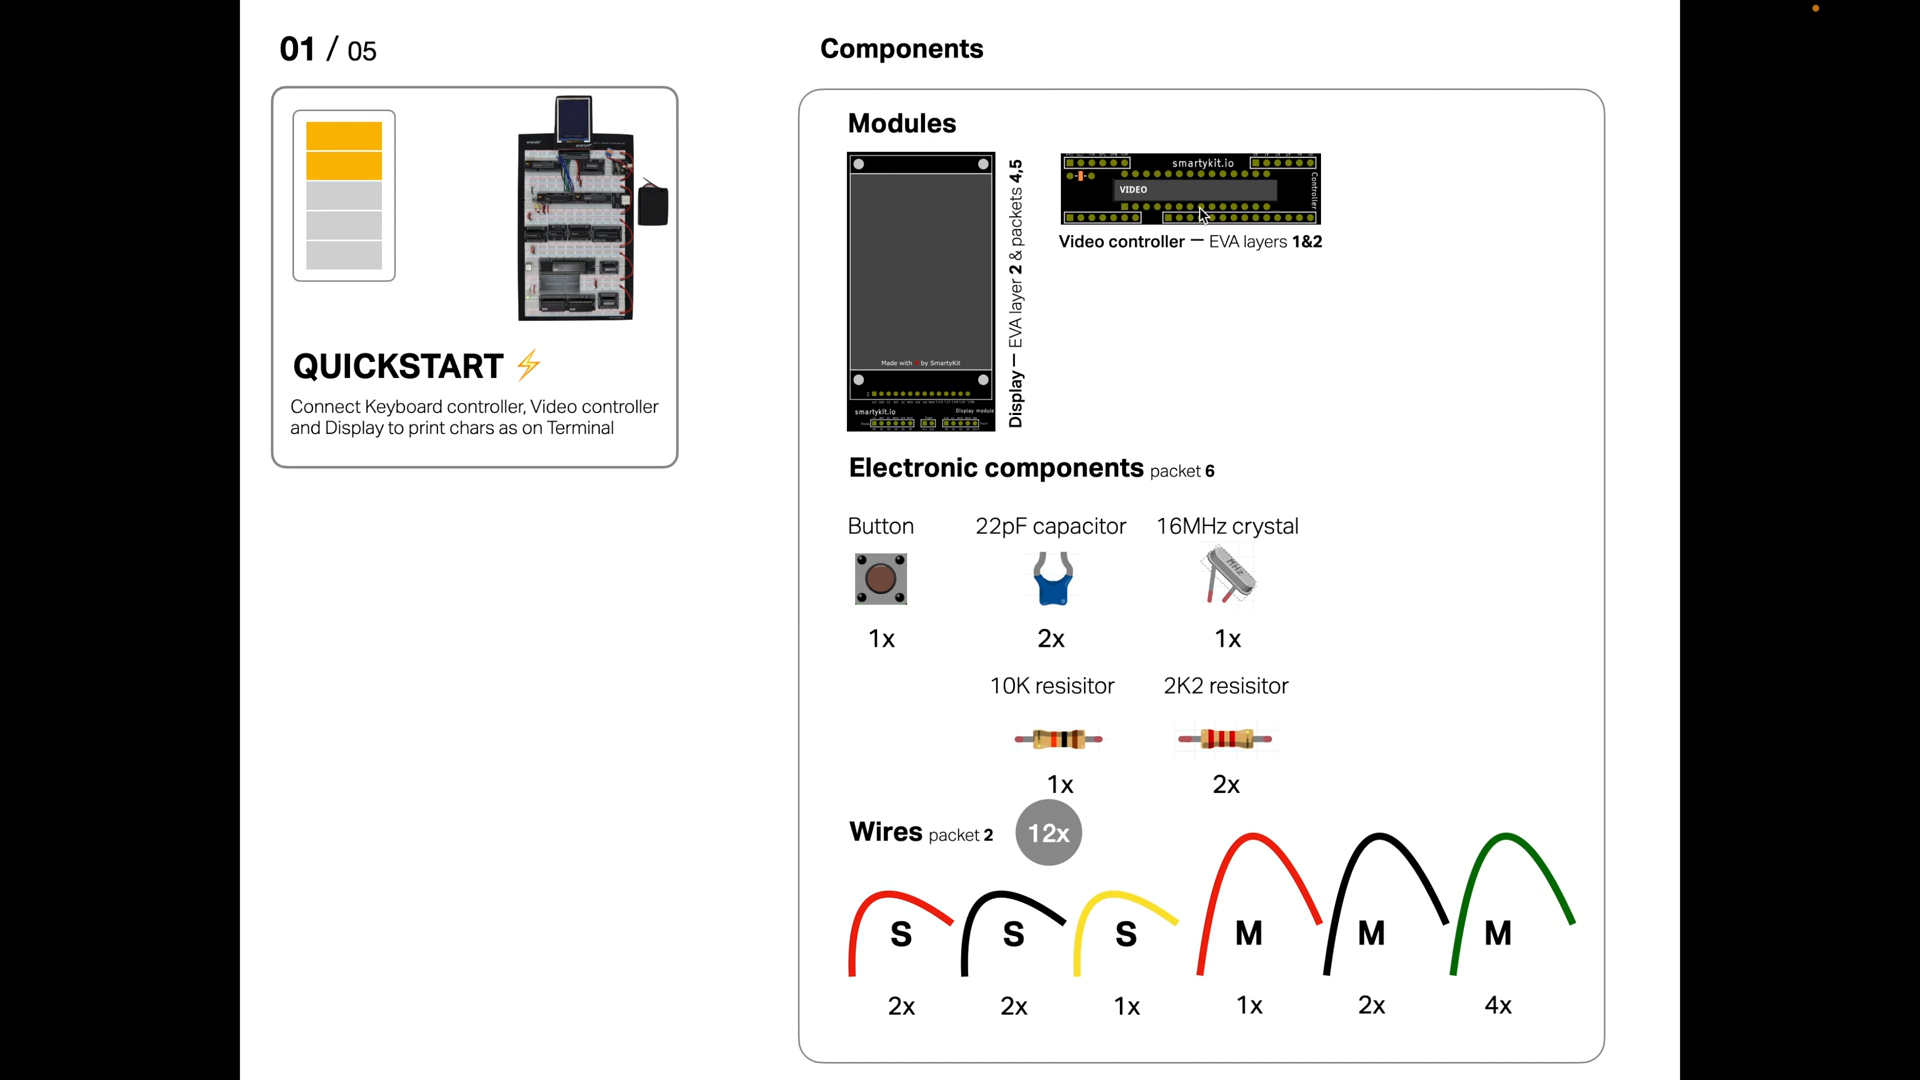 01 / 05
QUICKSTART ⚡
Connect Keyboard controller, Video controller
and Display to print chars as on Terminal
Components
Modules
Made with by SmartyKit
smartykit.io
Display module
Display — EVA layer 2 & packets 4,5
smartykit.io
VIDEO
Controller
Video controller — EVA layers 1&2
Electronic components packet 6
Button
22pF capacitor
16MHz crystal
MHz
1x
2x
1x
10K resisitor
2K2 resisitor
1x
2x
Wires packet 2
12x
S
S
S
M
M
M
2x
2x
1x
1x
2x
4x